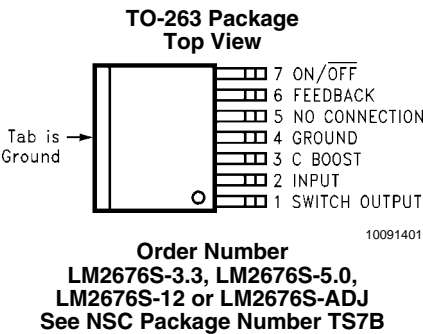 TO-263 Package
Top View
7 ON/OFF
6 FEEDBACK
5 NO CONNECTION
4 GROUND
3 C BOOST
2 INPUT
1 SWITCH OUTPUT
Tab is
Ground
10091401
Order Number
LM2676S-3.3, LM2676S-5.0,
LM2676S-12 or LM2676S-ADJ
See NSC Package Number TS7B